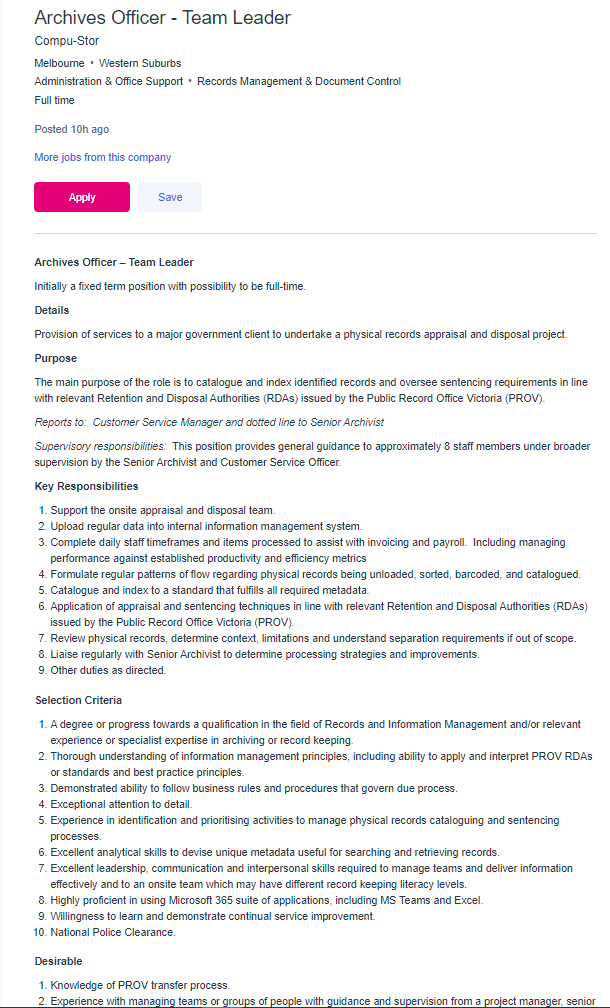 Archives Officer - Team Leader
Compu-Stor
Melbourne • Western Suburbs
Administration & Office Support • Records Management & Document Control
Full time
Posted 10h ago
More jobs from this company
Apply
Save
Archives Officer – Team Leader
Initially a fixed term position with possibility to be full-time.
Details
Provision of services to a major government client to undertake a physical records appraisal and disposal project.
Purpose
The main purpose of the role is to catalogue and index identified records and oversee sentencing requirements in line
with relevant Retention and Disposal Authorities (RDAs) issued by the Public Record Office Victoria (PROV).
Reports to:  Customer Service Manager and dotted line to Senior Archivist
Supervisory responsibilities:  This position provides general guidance to approximately 8 staff members under broader
supervision by the Senior Archivist and Customer Service Officer.
Key Responsibilities
1. Support the onsite appraisal and disposal team.
2. Upload regular data into internal information management system.
3. Complete daily staff timeframes and items processed to assist with invoicing and payroll.  Including managing
performance against established productivity and efficiency metrics
4. Formulate regular patterns of flow regarding physical records being unloaded, sorted, barcoded, and catalogued.
5. Catalogue and index to a standard that fulfills all required metadata.
6. Application of appraisal and sentencing techniques in line with relevant Retention and Disposal Authorities (RDAs)
issued by the Public Record Office Victoria (PROV).
7. Review physical records, determine context, limitations and understand separation requirements if out of scope.
8. Liaise regularly with Senior Archivist to determine processing strategies and improvements.
9. Other duties as directed.
Selection Criteria
1. A degree or progress towards a qualification in the field of Records and Information Management and/or relevant
experience or specialist expertise in archiving or record keeping.
2. Thorough understanding of information management principles, including ability to apply and interpret PROV RDAs
or standards and best practice principles.
3. Demonstrated ability to follow business rules and procedures that govern due process.
4. Exceptional attention to detail.
5. Experience in identification and prioritising activities to manage physical records cataloguing and sentencing
processes.
6. Excellent analytical skills to devise unique metadata useful for searching and retrieving records.
7. Excellent leadership, communication and interpersonal skills required to manage teams and deliver information
effectively and to an onsite team which may have different record keeping literacy levels.
8. Highly proficient in using Microsoft 365 suite of applications, including MS Teams and Excel.
9. Willingness to learn and demonstrate continual service improvement.
10. National Police Clearance.
Desirable
1. Knowledge of PROV transfer process.
2. Experience with managing teams or groups of people with guidance and supervision from a project manager, senior